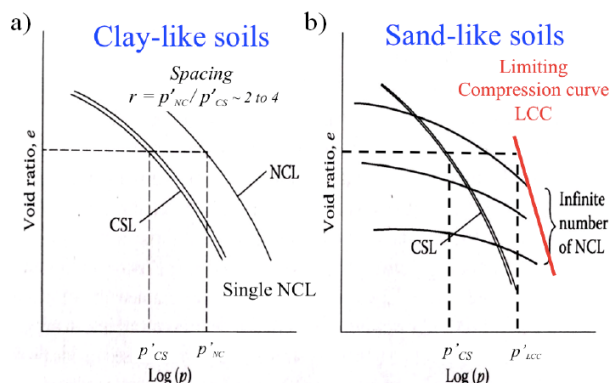 a)
Clay-like soils
Spacing
r = p'NC / p'CS ~ 2 to 4
Void ratio, e
NCL
CSL
Single NCL
p'CS
p'NC
Log (p)
b)
Sand-like soils
Limiting
Compression curve
LCC
Void ratio, e
CSL
Infinite
number
of NCL
p'CS
p'LCC
Log (p)